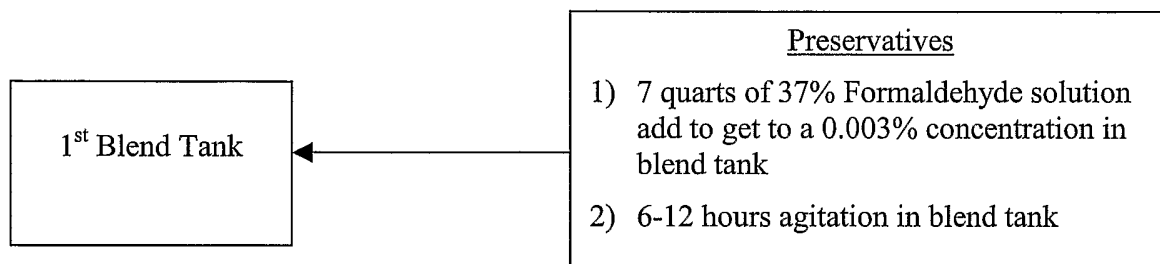 1st Blend Tank
Preservatives
1) 7 quarts of 37% Formaldehyde solution
add to get to a 0.003% concentration in
blend tank
2) 6-12 hours agitation in blend tank